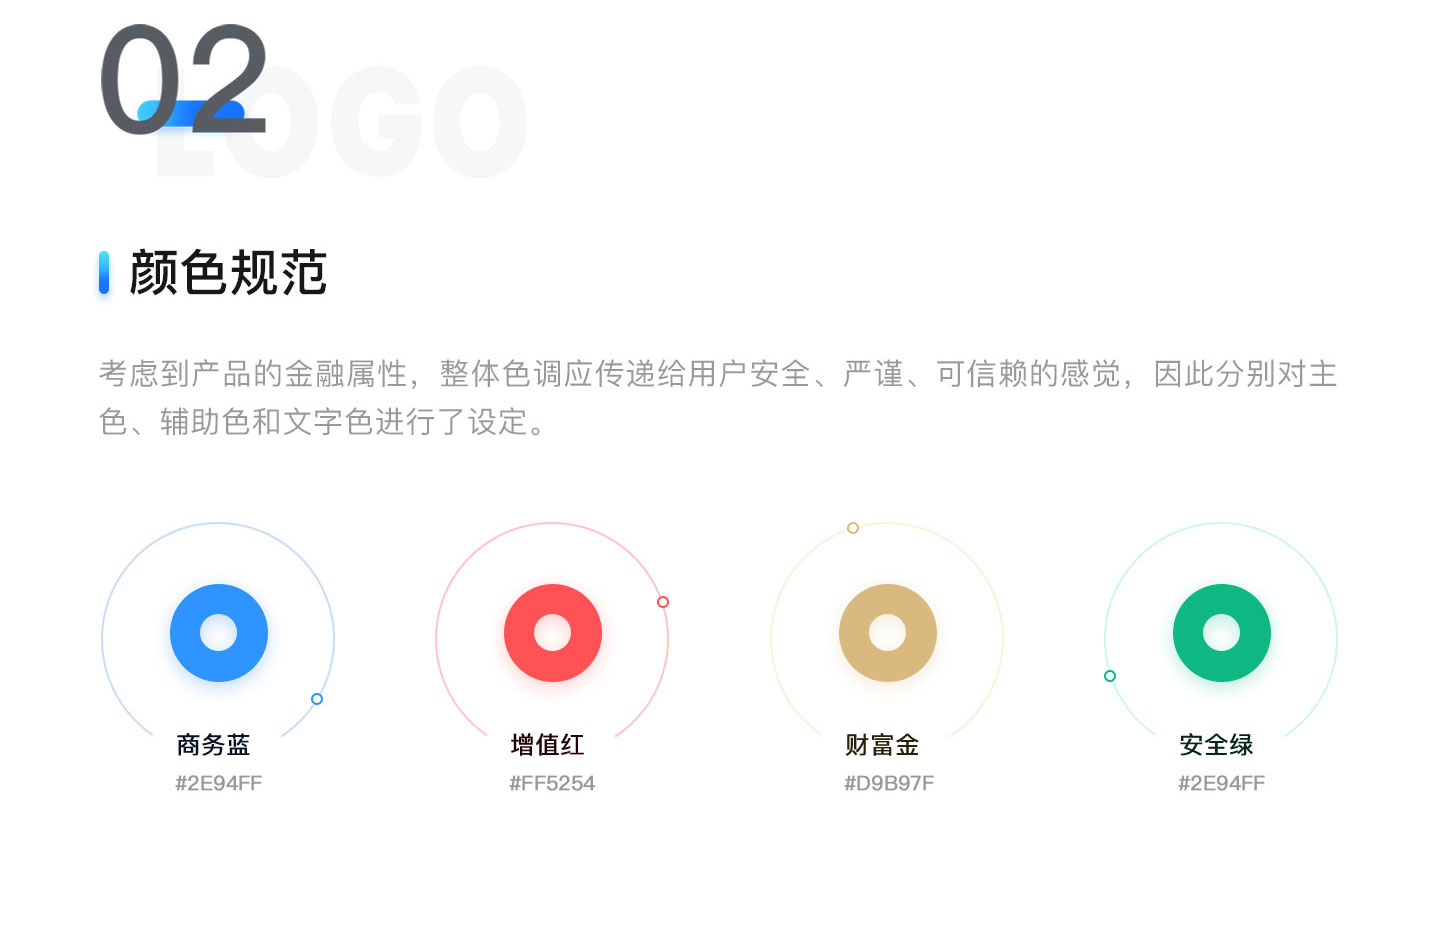 02
LOGO
颜色规范
考虑到产品的金融属性，整体色调应传递给用户安全、严谨、可信赖的感觉，因此分别对主
色、辅助色和文字色进行了设定。
商务蓝
增值红
财富金
安全绿
#2E94FF
#FF5254
#D9B97F
#2E94FF